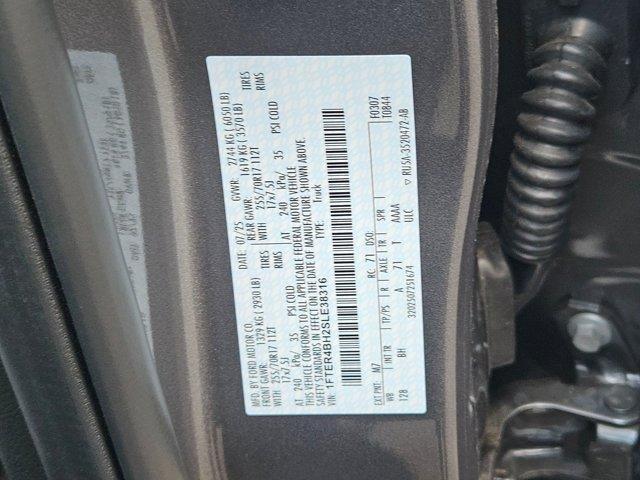 MFD. BY FORD MOTOR CO.
DATE: 07/25 GVWR: 2744 KG ( 6050 LB)
FRONT GAWR: 1329 KG ( 2930 LB) REAR GAWR: 1619 KG ( 3570 LB)
255/70R17 112T WITH 255/70R17 112T TIRES
17x7.5J WITH 17x7.5J RIMS
AT 240 kPa/ 35 PSI COLD AT 240 kPa/ 35 PSI COLD
THIS VEHICLE CONFORMS TO ALL APPLICABLE FEDERAL MOTOR VEHICLE
SAFETY STANDARDS IN EFFECT ON THE DATE OF MANUFACTURE SHOWN ABOVE.
VIN: 1FTER4BH2SLE38316 TYPE: Truck
F0307
T0844
EXT PNT: M7 RC: 71 DSO:
WB INT TR TP/PS R AXLE TR SPR
128 BH A 71 T AAAA
3202507251674 ULC
RU5A-3520472-AB